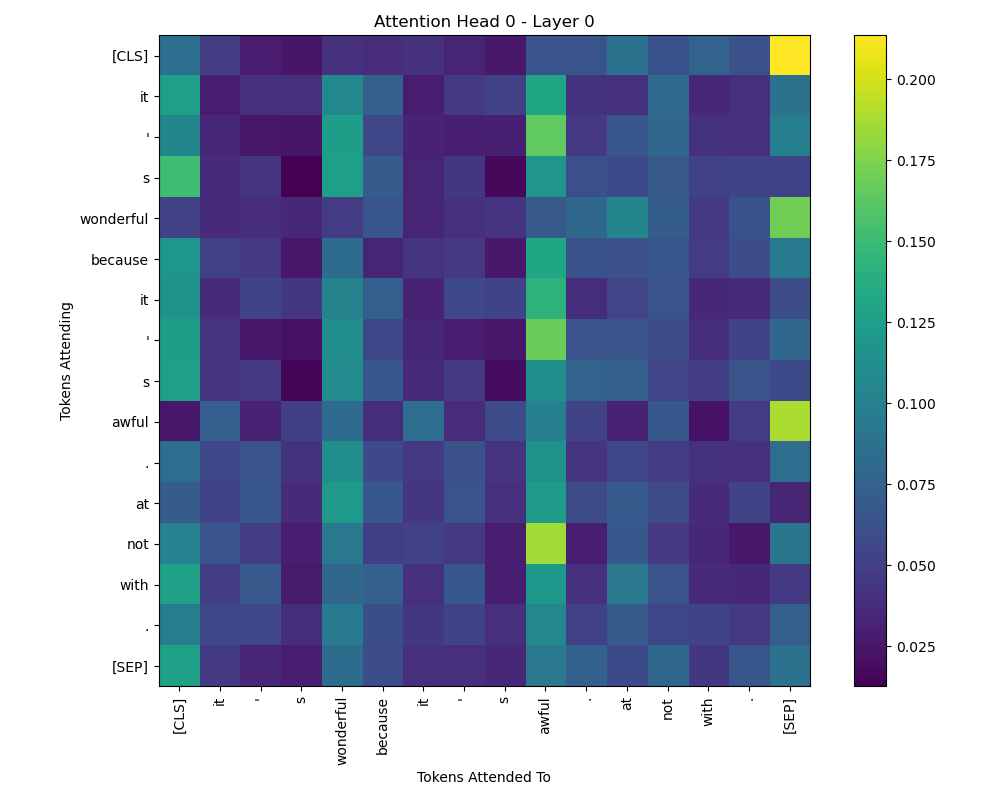 Attention Head 0 - Layer 0
[CLS]
it
'
s
wonderful
because
it
'
s
awful
.
at
not
with
.
[SEP]
Tokens Attending
[CLS]
it
'
s
wonderful
because
it
'
s
awful
.
at
not
with
.
[SEP]
Tokens Attended To
0.200
0.175
0.150
0.125
0.100
0.075
0.050
0.025